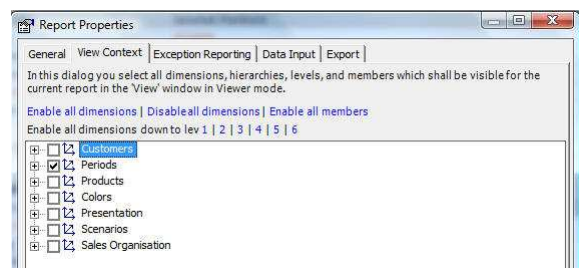 Report Properties
General View Context Exception Reporting Data Input Export
In this dialog you select all dimensions, hierarchies, levels, and members which shall be visible for the
current report in the 'View' window in Viewer mode.
Enable all dimensions | Disable all dimensions | Enable all members
Enable all dimensions down to lev 1 | 2 | 3 | 4 | 5 | 6
Customers
Periods
Products
Colors
Presentation
Scenarios
Sales Organisation